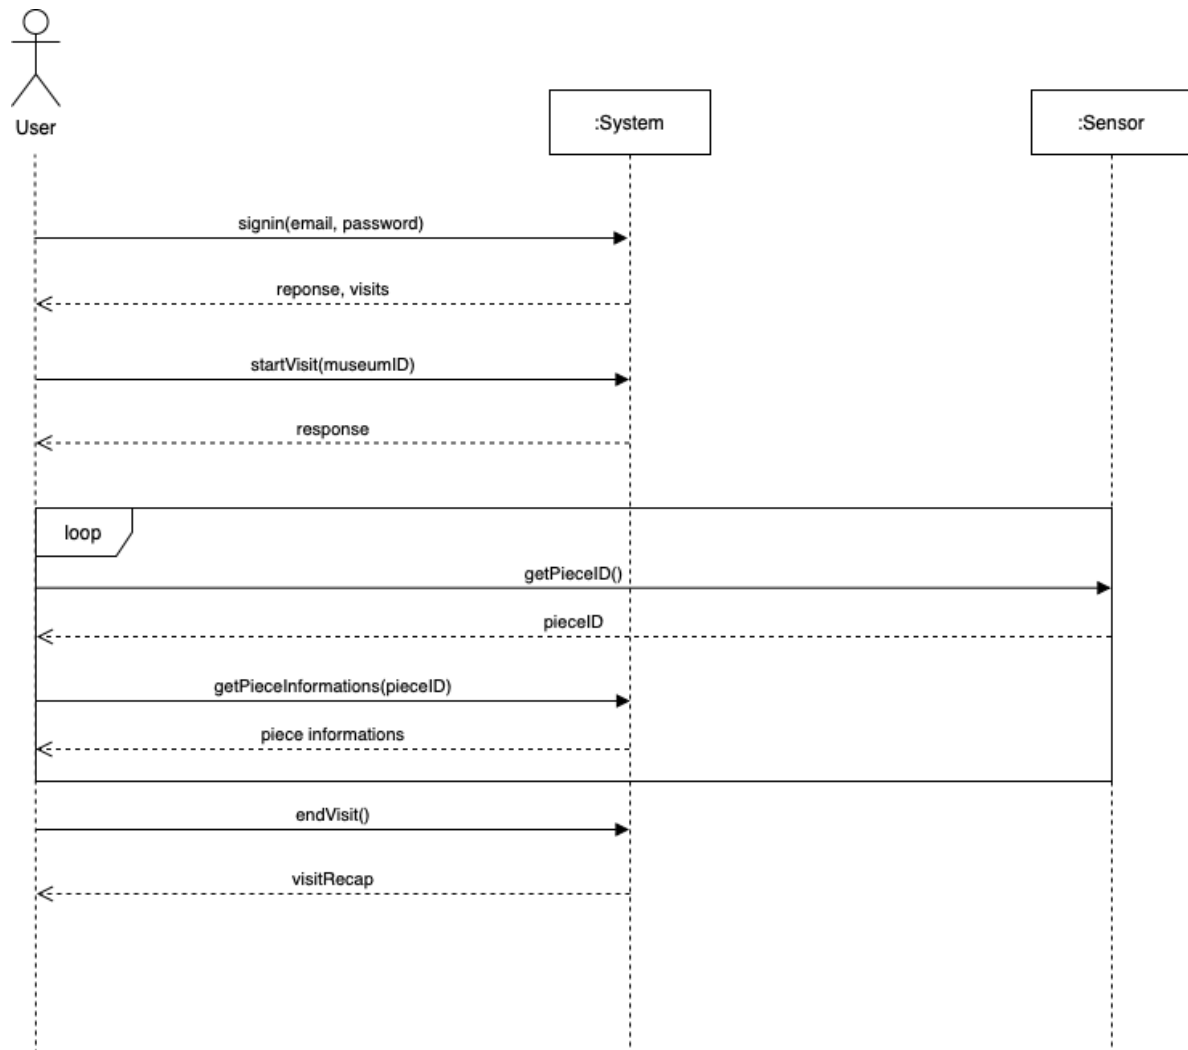 User
:System
:Sensor
signin(email, password)
reponse, visits
startVisit(museumID)
response
loop
getPieceID()
pieceID
getPieceInformations(pieceID)
piece informations
endVisit()
visitRecap